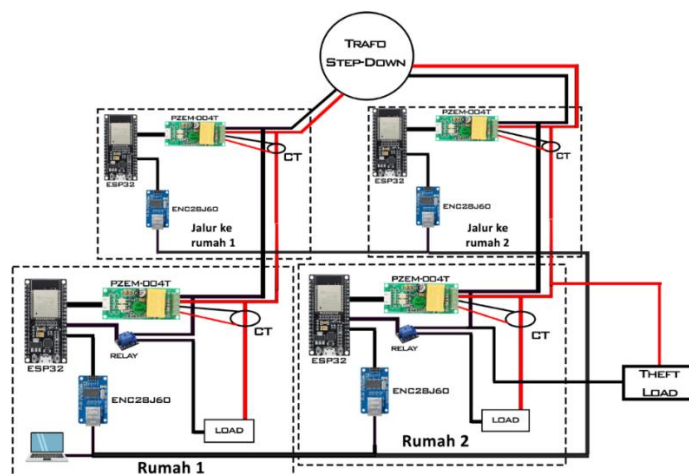 TRAFO
STEP-DOWN
PZEM-004T
PZEM-004T
CT
CT
ESP32
ESP32
ENC28J60
ENC28J60
Jalur ke
rumah 1
Jalur ke
rumah 2
PZEM-004T
PZEM-004T
CT
CT
ESP32
RELAY
ESP32
RELAY
THEFT
LOAD
ENC28J60
ENC28J60
LOAD
LOAD
Rumah 1
Rumah 2